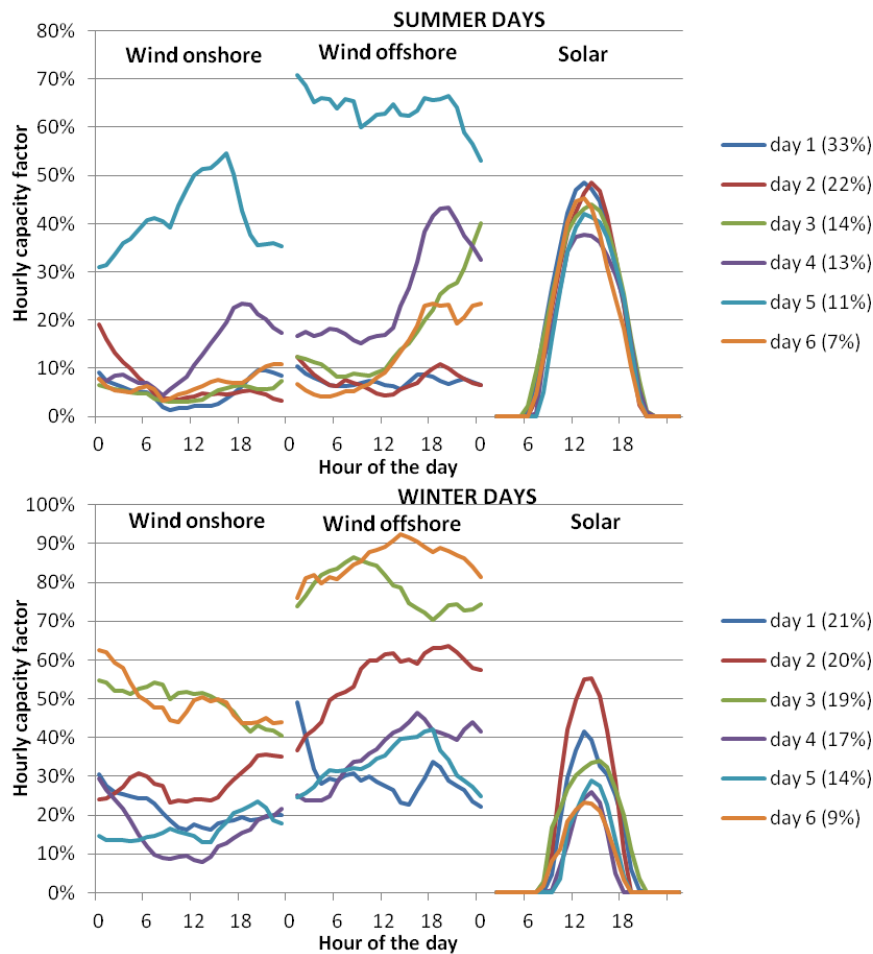 SUMMER DAYS
80%
70%
60%
50%
40%
30%
20%
10%
0%
Hourly capacity factor
Wind onshore
Wind offshore
Solar
0 6 12 18 0 6 12 18 0 6 12 18
Hour of the day
day 1 (33%)
day 2 (22%)
day 3 (14%)
day 4 (13%)
day 5 (11%)
day 6 (7%)
WINTER DAYS
100%
90%
80%
70%
60%
50%
40%
30%
20%
10%
0%
Hourly capacity factor
Wind onshore
Wind offshore
Solar
0 6 12 18 0 6 12 18 0 6 12 18
Hour of the day
day 1 (21%)
day 2 (20%)
day 3 (19%)
day 4 (17%)
day 5 (14%)
day 6 (9%)